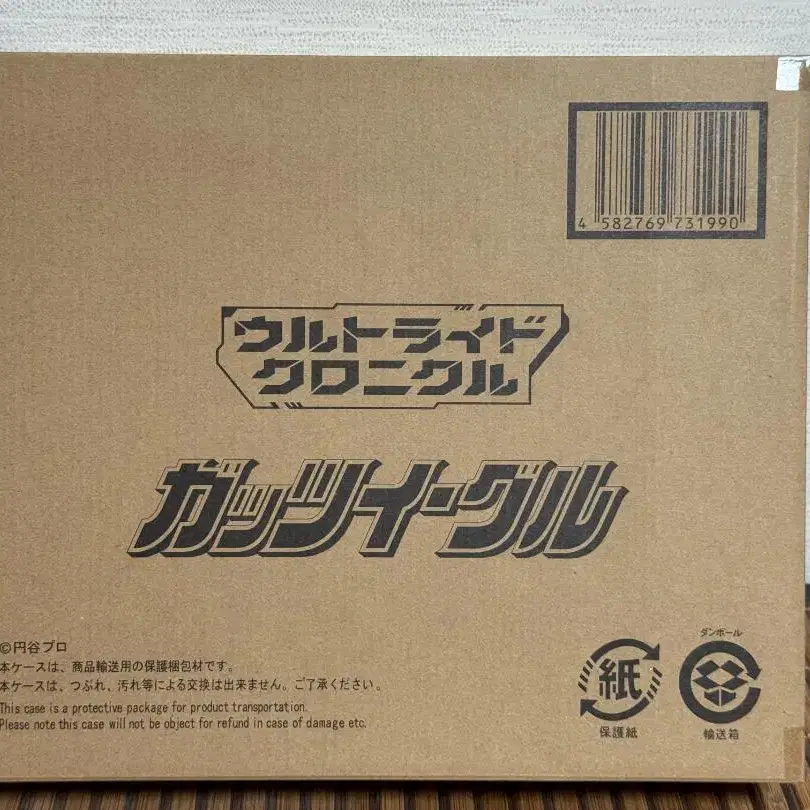 4 582769 731990
ウルトライド
クロニクル
ガッツイーグル
©円谷プロ
本ケースは、商品輸送用の保護梱包材です。
本ケースは、つぶれ、汚れ等による交換は出来ません。ご了承ください。
This case is a protective package for product transportation.
Please note this case will not be object for refund in case of damage etc.
紙
保護紙
ダンボール
輸送箱